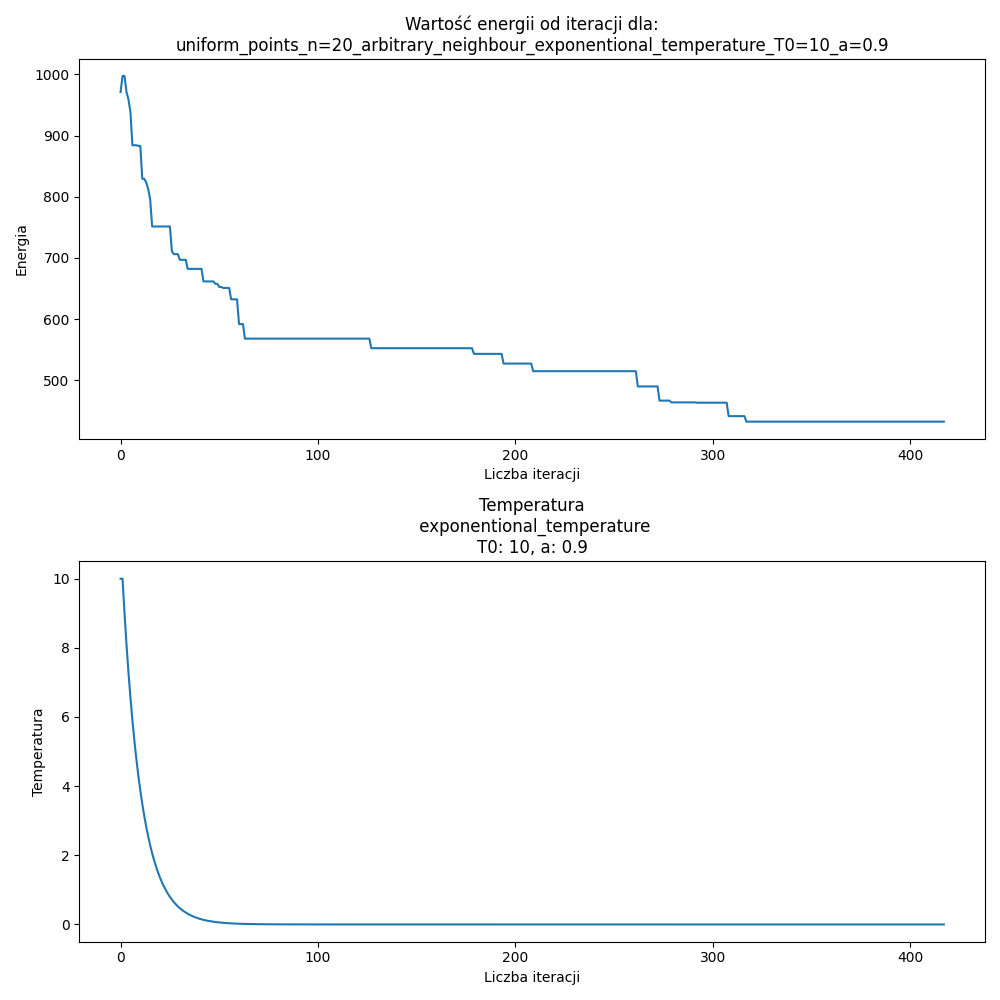 Wartość energii od iteracji dla:
uniform_points_n=20_arbitrary_neighbour_exponentional_temperature_T0=10_a=0.9
1000
900
800
700
600
500
Energia
0 100 200 300 400
Liczba iteracji
Temperatura
exponentional_temperature
T0: 10, a: 0.9
10
8
6
4
2
0
Temperatura
0 100 200 300 400
Liczba iteracji